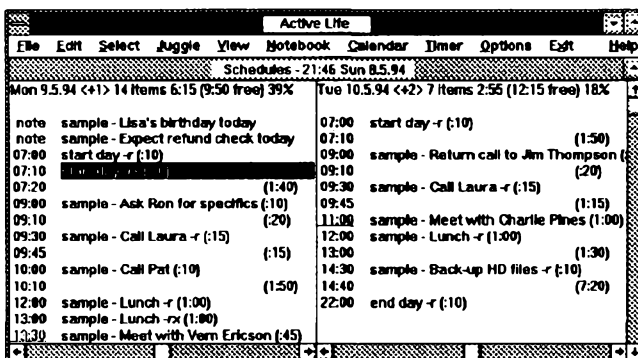 Active Life
File Edit Select Juggle View Notebook Calendar Timer Options Exit Help
Schedules - 21:46 Sun 8.5.94
Mon 9.5.94 <+1> 14 Items 6:15 (9:50 free) 39%
note sample - Lisa's birthday today
note sample - Expect refund check today
07:00 start day -r (:10)
07:10
07:20 (1:40)
09:00 sample - Ask Ron for specifics (:10)
09:10 (:20)
09:30 sample - Call Laura -r (:15)
09:45 (:15)
10:00 sample - Call Pat (:10)
10:10 (1:50)
12:00 sample - Lunch -r (1:00)
13:00 sample - Lunch -rx (1:00)
13:30 sample - Meet with Vern Ericson (:45)
Tue 10.5.94 <+2> 7 Items 2:55 (12:15 free) 18%
07:00 start day -r (:10)
07:10 (1:50)
09:00 sample - Return call to Jim Thompson (:
09:10 (:20)
09:30 sample - Call Laura -r (:15)
09:45 (1:15)
11:00 sample - Meet with Charlie Pines (1:00)
12:00 sample - Lunch -r (1:00)
13:00 (1:30)
14:30 sample - Back-up HD files -r (:10)
14:40 (7:20)
22:00 end day -r (:10)